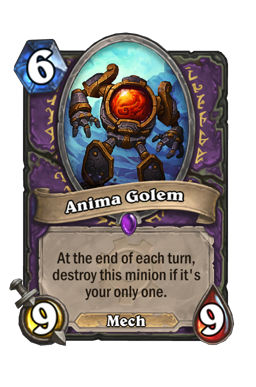 6
Anima Golem
At the end of each turn,
destroy this minion if it's
your only one.
9 Mech 9